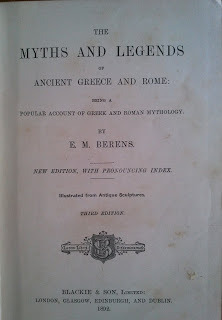 THE
MYTHS AND LEGENDS
OF
ANCIENT GREECE AND ROME:
BEING A
POPULAR ACCOUNT OF GREEK AND ROMAN MYTHOLOGY.
BY
E. M. BERENS.
NEW EDITION, WITH PRONOUNCING INDEX.
Illustrated from Antique Sculptures.
THIRD EDITION.
BLACKIE & SON, LIMITED:
LONDON, GLASGOW, EDINBURGH, AND DUBLIN.
1892.